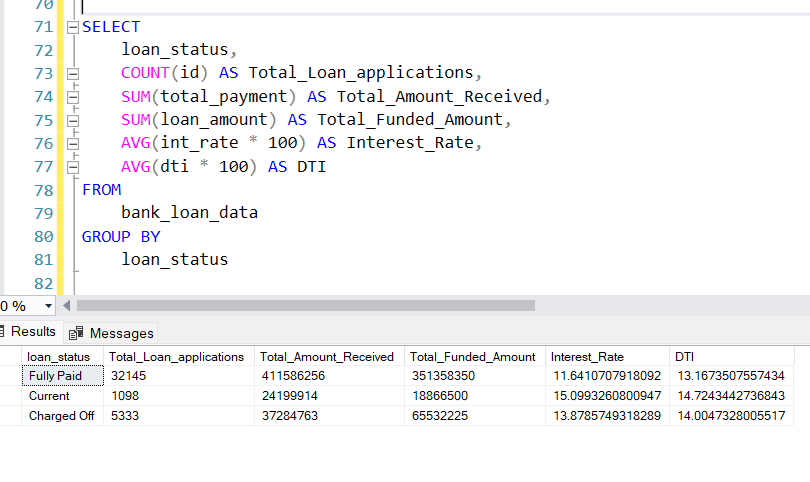 70
71 SELECT
72 loan_status,
73 COUNT(id) AS Total_Loan_applications,
74 SUM(total_payment) AS Total_Amount_Received,
75 SUM(loan_amount) AS Total_Funded_Amount,
76 AVG(int_rate * 100) AS Interest_Rate,
77 AVG(dti * 100) AS DTI
78 FROM
79 bank_loan_data
80 GROUP BY
81 loan_status
82
0 %
Results Messages
loan_status Total_Loan_applications Total_Amount_Received Total_Funded_Amount Interest_Rate DTI
Fully Paid 32145 411586256 351358350 11.6410707918092 13.1673507557434
Current 1098 24199914 18866500 15.0993260800947 14.7243442736843
Charged Off 5333 37284763 65532225 13.8785749318289 14.0047328005517